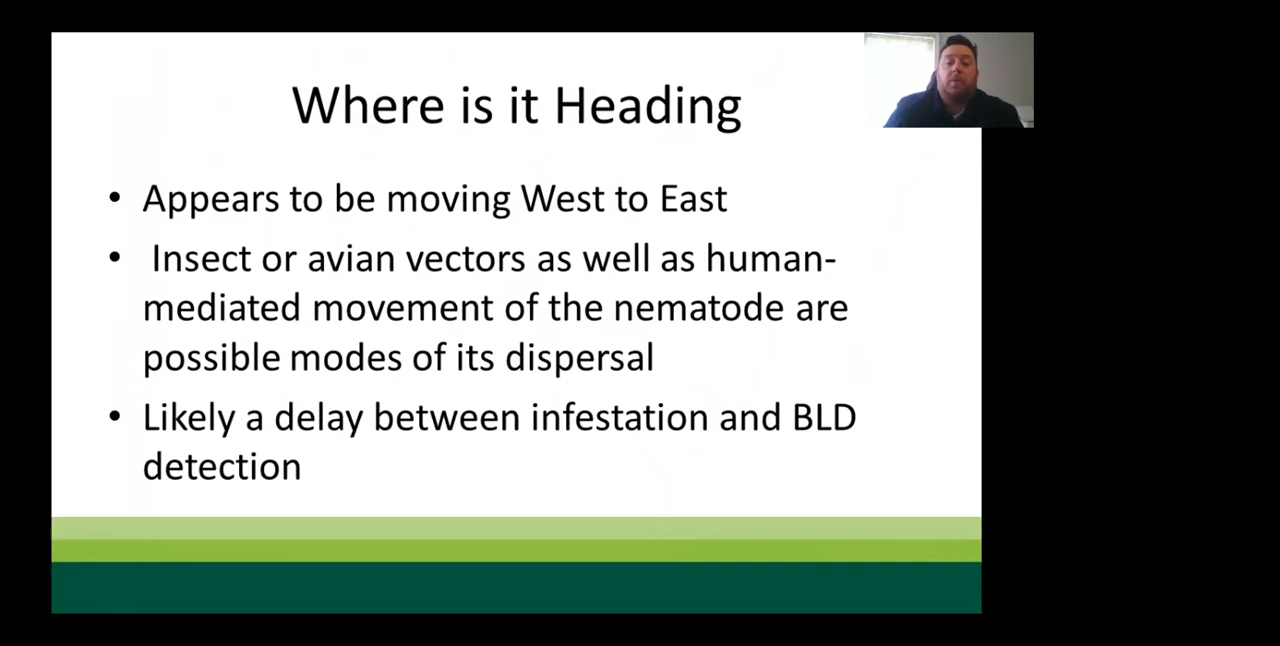 Where is it Heading
• Appears to be moving West to East
• Insect or avian vectors as well as human-
mediated movement of the nematode are
possible modes of its dispersal
• Likely a delay between infestation and BLD
detection